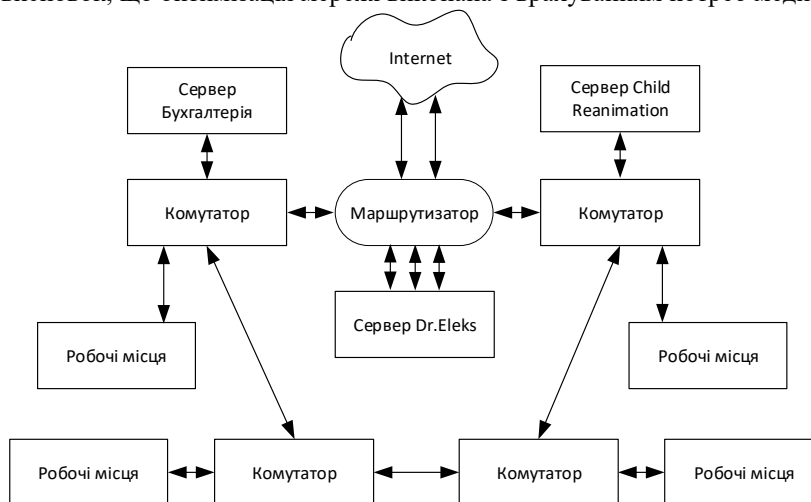 Internet
Сервер
Бухгалтерія
Сервер Child
Reanimation
Комутатор
Маршрутизатор
Комутатор
Сервер Dr.Eleks
Робочі місця
Робочі місця
Робочі місця
Комутатор
Комутатор
Робочі місця